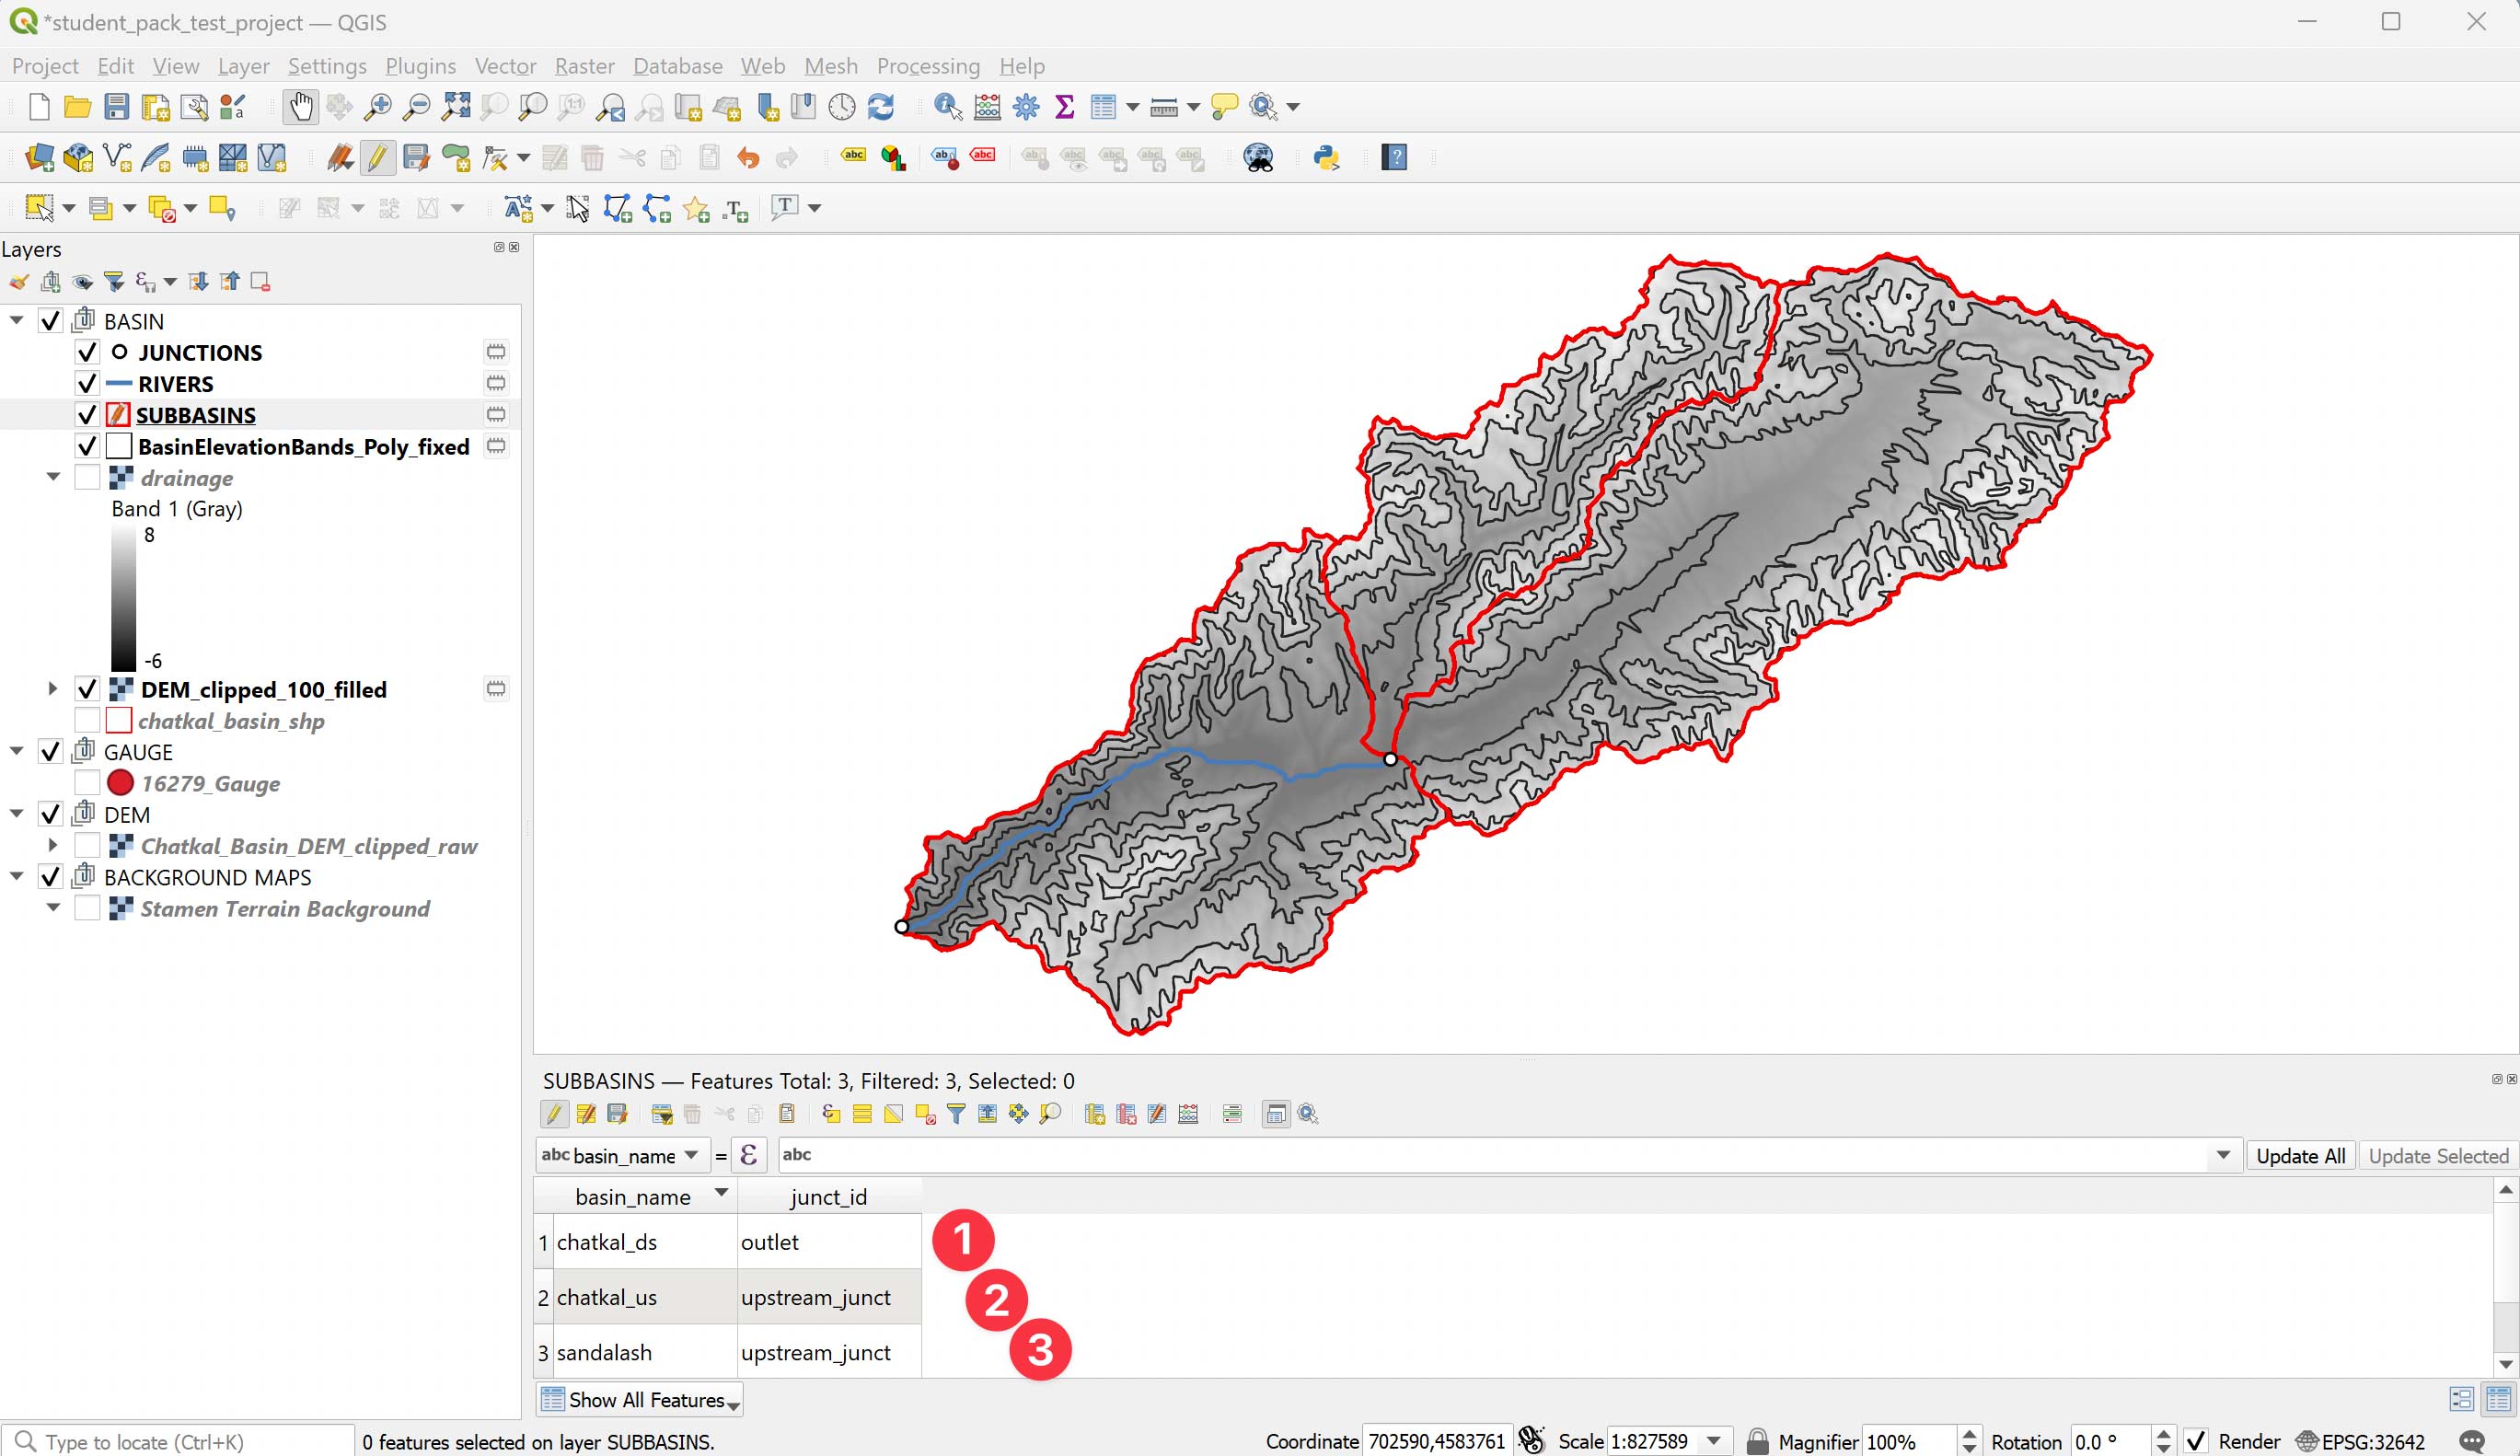 *student_pack_test_project — QGIS
Project Edit View Layer Settings Plugins Vector Raster Database Web Mesh Processing Help
Layers
BASIN
JUNCTIONS
RIVERS
SUBBASINS
BasinElevationBands_Poly_fixed
drainage
Band 1 (Gray)
8
-6
DEM_clipped_100_filled
chatkal_basin_shp
GAUGE
16279_Gauge
DEM
Chatkal_Basin_DEM_clipped_raw
BACKGROUND MAPS
Stamen Terrain Background
SUBBASINS — Features Total: 3, Filtered: 3, Selected: 0
abc basin_name = ε abc Update All Update Selected
basin_name junct_id
1 chatkal_ds outlet 1
2 chatkal_us upstream_junct 2
3 sandalash upstream_junct 3
Show All Features
Type to locate (Ctrl+K) 0 features selected on layer SUBBASINS. Coordinate 702590,4583761 Scale 1:827589 Magnifier 100% Rotation 0.0 ° Render EPSG:32642